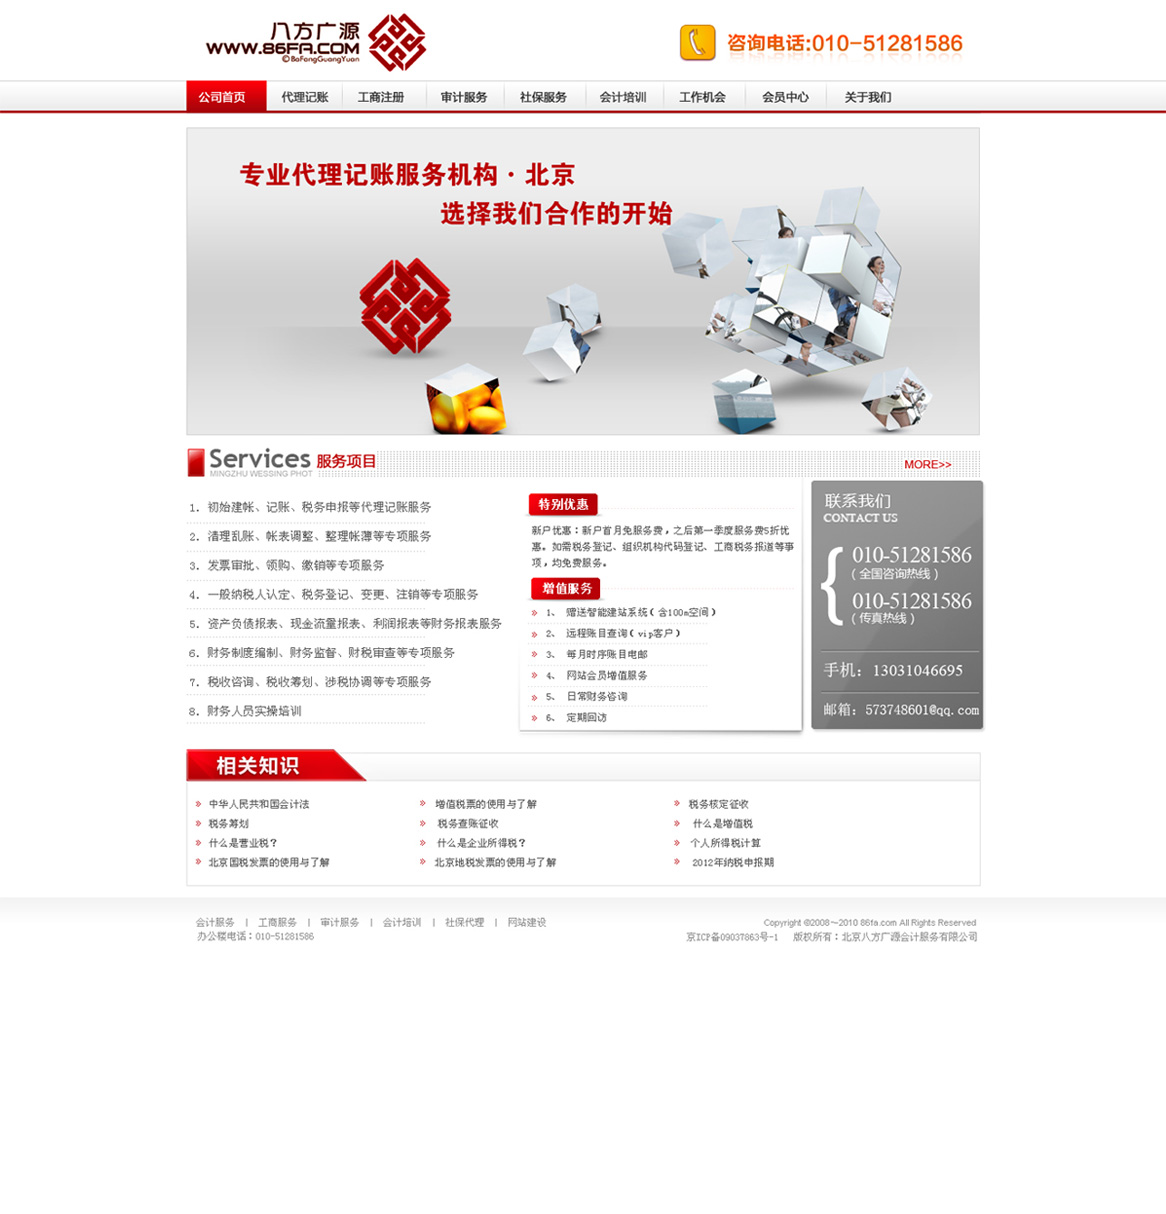 八方广源
WWW.86FA.COM
©BaFangGuangYuan
咨询电话:010-51281586
公司首页 代理记账 工商注册 审计服务 社保服务 会计培训 工作机会 会员中心 关于我们
专业代理记账服务机构·北京
选择我们合作的开始
Services 服务项目
MINGZHU WESSING PHOT
MORE>>
1. 初始建帐、记账、税务申报等代理记账服务
2. 清理乱账、帐表调整、整理帐薄等专项服务
3. 发票审批、领购、缴销等专项服务
4. 一般纳税人认定、税务登记、变更、注销等专项服务
5. 资产负债报表、现金流量报表、利润报表等财务报表服务
6. 财务制度编制、财务监督、财税审查等专项服务
7. 税收咨询、税收筹划、涉税协调等专项服务
8. 财务人员实操培训
特别优惠
新户优惠：新户首月免服务费，之后第一季度服务费5折优
惠。如需税务登记、组织机构代码登记、工商税务报道等事
项，均免费服务。
增值服务
1、 赠送智能建站系统（含100m空间）
2、 远程账目查询（vip客户）
3、 每月时序账目电邮
4、 网站会员增值服务
5、 日常财务咨询
6、 定期回访
联系我们
CONTACT US
010-51281586
（全国咨询热线）
010-51281586
（传真热线）
手机：13031046695
邮箱：573748601@qq.com
相关知识
中华人民共和国会计法 增值税票的使用与了解 税务核定征收
税务筹划 税务查账征收 什么是增值税
什么是营业税？ 什么是企业所得税？ 个人所得税计算
北京国税发票的使用与了解 北京地税发票的使用与了解 2012年纳税申报期
会计服务 | 工商服务 | 审计服务 | 会计培训 | 社保代理 | 网站建设
办公楼电话：010-51281586
Copyright ©2008～2010 86fa.com All Rights Reserved
京ICP备09037863号-1 版权所有：北京八方广源会计服务有限公司